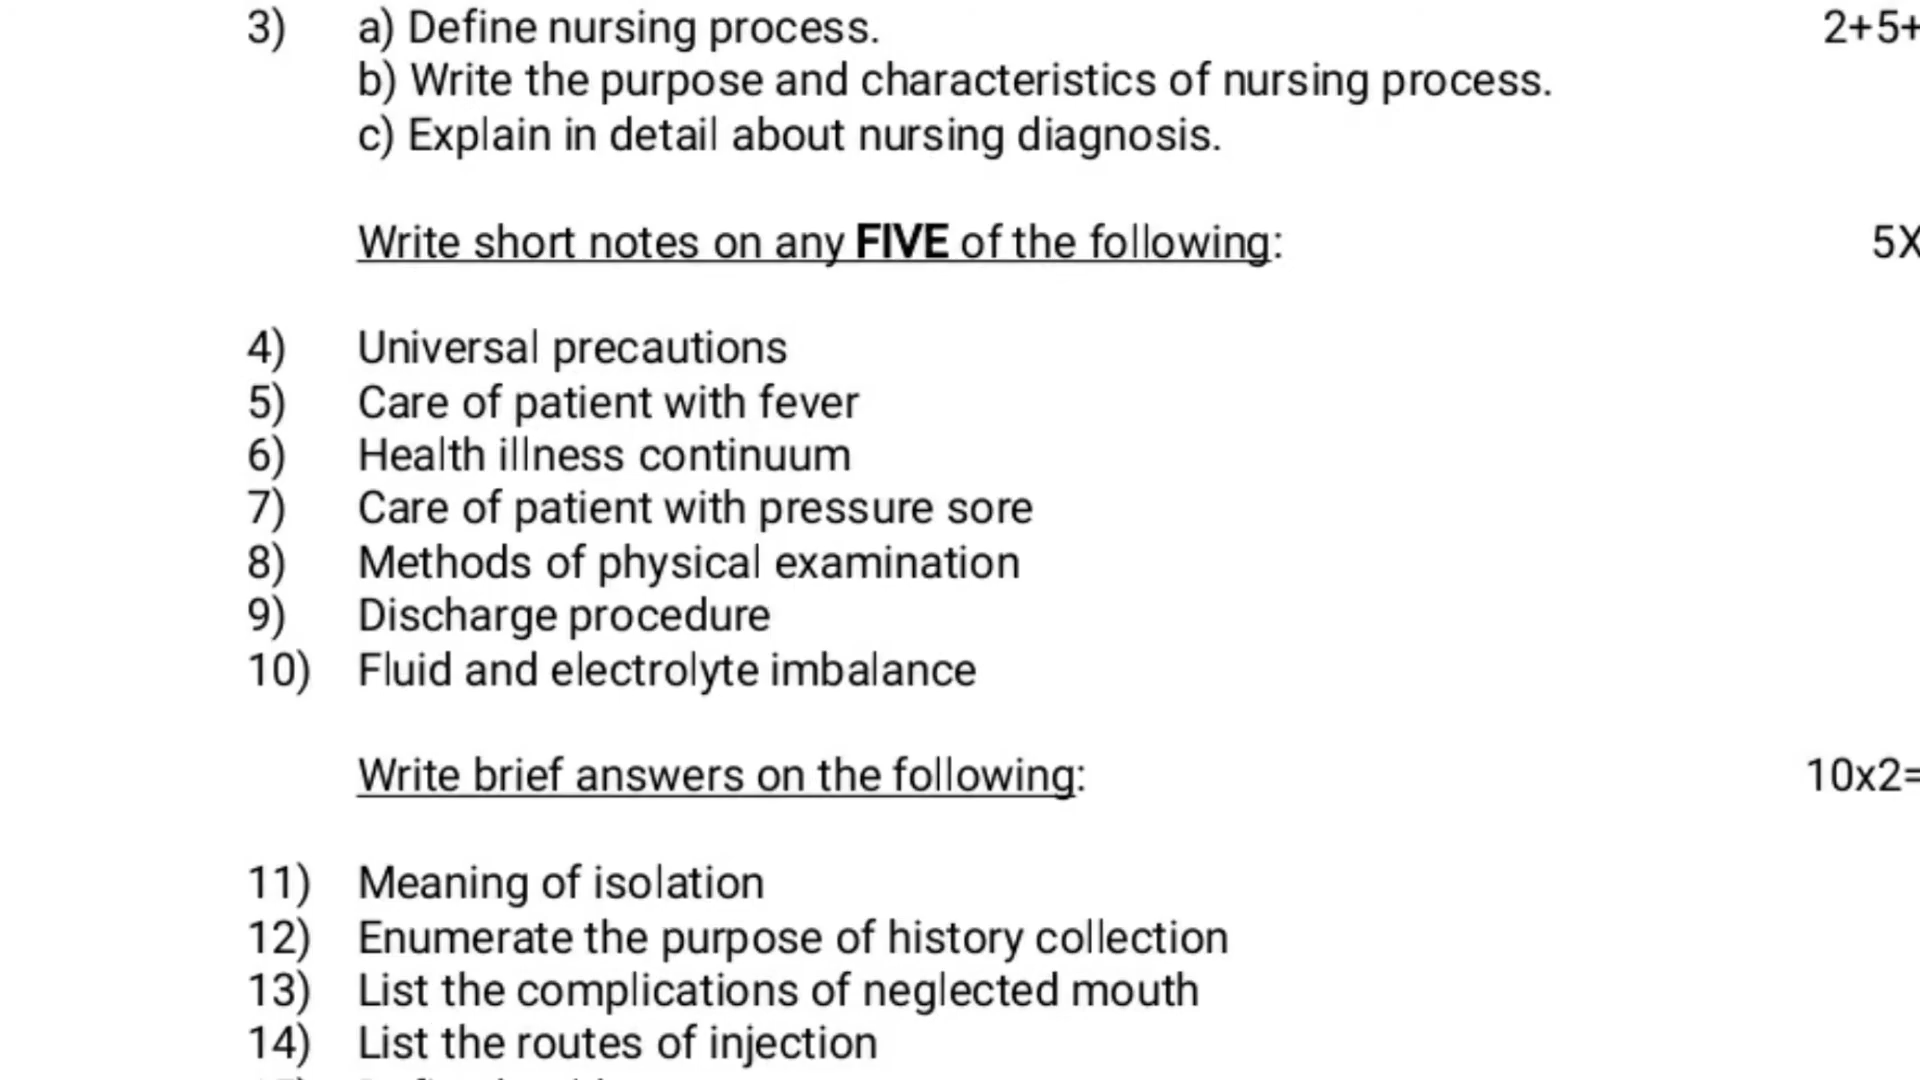 3) a) Define nursing process. 2+5+
b) Write the purpose and characteristics of nursing process.
c) Explain in detail about nursing diagnosis.
Write short notes on any FIVE of the following: 5X
4) Universal precautions
5) Care of patient with fever
6) Health illness continuum
7) Care of patient with pressure sore
8) Methods of physical examination
9) Discharge procedure
10) Fluid and electrolyte imbalance
Write brief answers on the following: 10x2=
11) Meaning of isolation
12) Enumerate the purpose of history collection
13) List the complications of neglected mouth
14) List the routes of injection